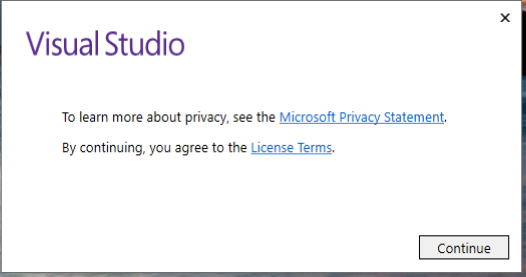 Visual Studio
To learn more about privacy, see the Microsoft Privacy Statement.
By continuing, you agree to the License Terms.
Continue